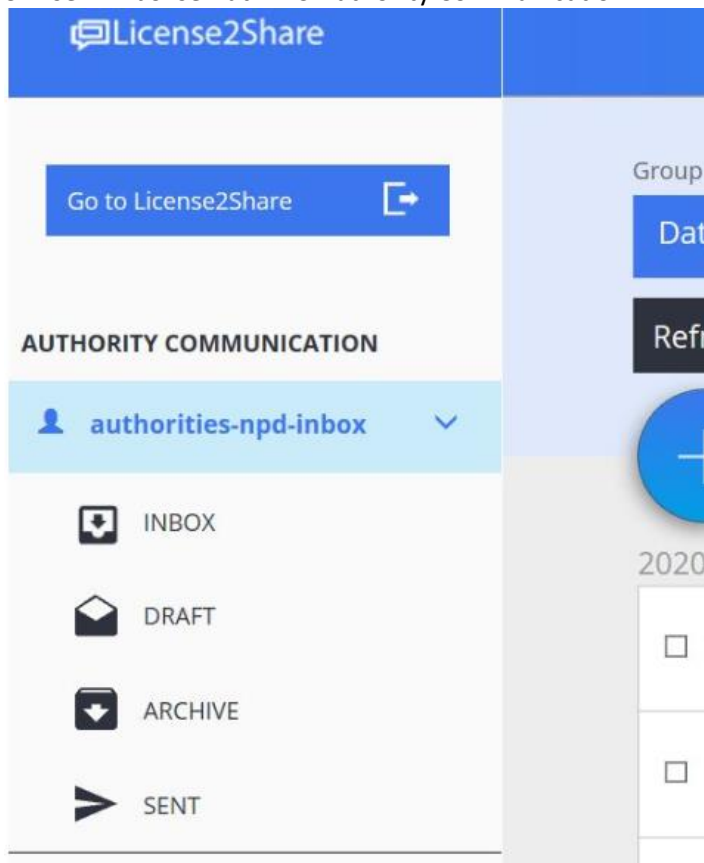 License2Share
Go to License2Share
Group
Dat
Refr
AUTHORITY COMMUNICATION
authorities-npd-inbox
INBOX
DRAFT
ARCHIVE
SENT
2020